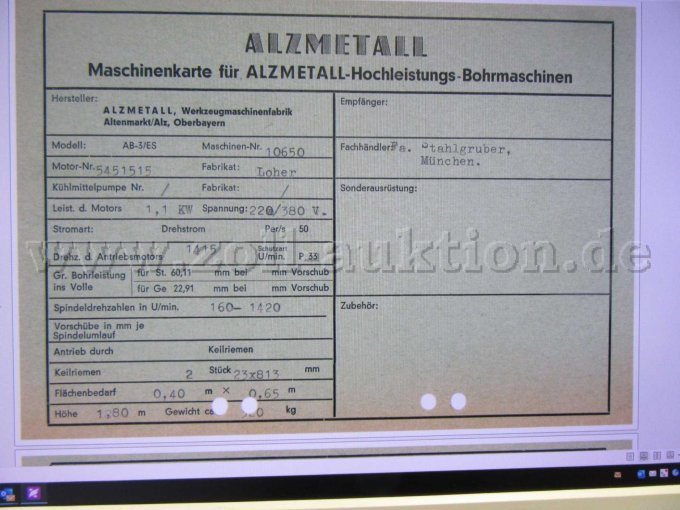 ALZMETALL
Maschinenkarte für ALZMETALL-Hochleistungs-Bohrmaschinen
Hersteller:
ALZMETALL, Werkzeugmaschinenfabrik
Altenmarkt/Alz, Oberbayern
Modell: AB-3/ES Maschinen-Nr. 10650
Motor-Nr. 5451515 Fabrikat: Loher
Kühlmittelpumpe Nr. / Fabrikat: /
Leist. d. Motors 1,1 KW Spannung: 220/380 V.
Stromart: Drehstrom Per/s 50
Drehz. d. Antriebsmotors 1415 U/min. Schutzart P.33
Gr. Bohrleistung ins Volle
für St. 60,11 mm bei mm Vorschub
für Ge 22,91 mm bei mm Vorschub
Spindeldrehzahlen in U/min. 160- 1420
Vorschübe in mm je
Spindelumlauf
Antrieb durch Keilriemen
Keilriemen 2 Stück 23x813 mm
Flächenbedarf 0,40 m x 0,65 m
Höhe 1,80 m Gewicht kg
Empfänger:
Fachhändler: Fa. Stahlgruber,
München.
Sonderausrüstung:
Zubehör:
www.zoll-auktion.de